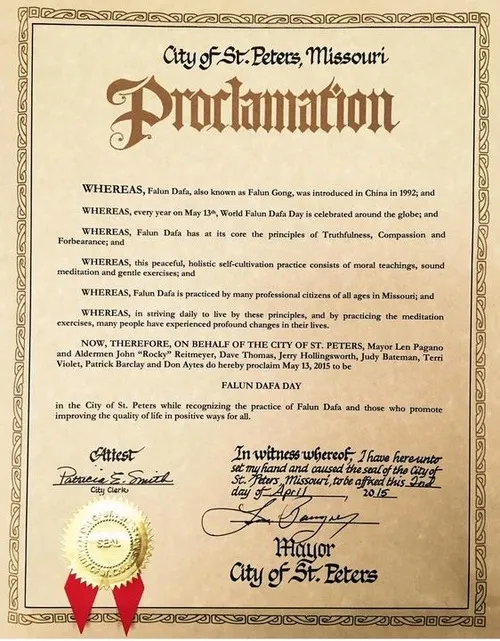 City of St. Peters, Missouri
Proclamation
WHEREAS, Falun Dafa, also known as Falun Gong, was introduced in China in 1992; and
WHEREAS, every year on May 13th, World Falun Dafa Day is celebrated around the globe; and
WHEREAS, Falun Dafa has at its core the principles of Truthfulness, Compassion and
Forbearance; and
WHEREAS, this peaceful, holistic self-cultivation practice consists of moral teachings, sound
meditation and gentle exercises; and
WHEREAS, Falun Dafa is practiced by many professional citizens of all ages in Missouri; and
WHEREAS, in striving daily to live by these principles, and by practicing the meditation
exercises, many people have experienced profound changes in their lives.
NOW, THEREFORE, ON BEHALF OF THE CITY OF ST. PETERS, Mayor Len Pagano
and Aldermen John “Rocky” Reitmeyer, Dave Thomas, Jerry Hollingsworth, Judy Bateman, Terri
Violet, Patrick Barclay and Don Aytes do hereby proclaim May 13, 2015 to be
FALUN DAFA DAY
in the City of St. Peters while recognizing the practice of Falun Dafa and those who promote
improving the quality of life in positive ways for all.
Attest
Patricia E. Smith
City Clerk
SEAL
In witness whereof, I have hereunto
set my hand and caused the seal of the City of
St. Peters, Missouri, to be affixed this 2nd
day of April, 2015
Mayor
City of St. Peters